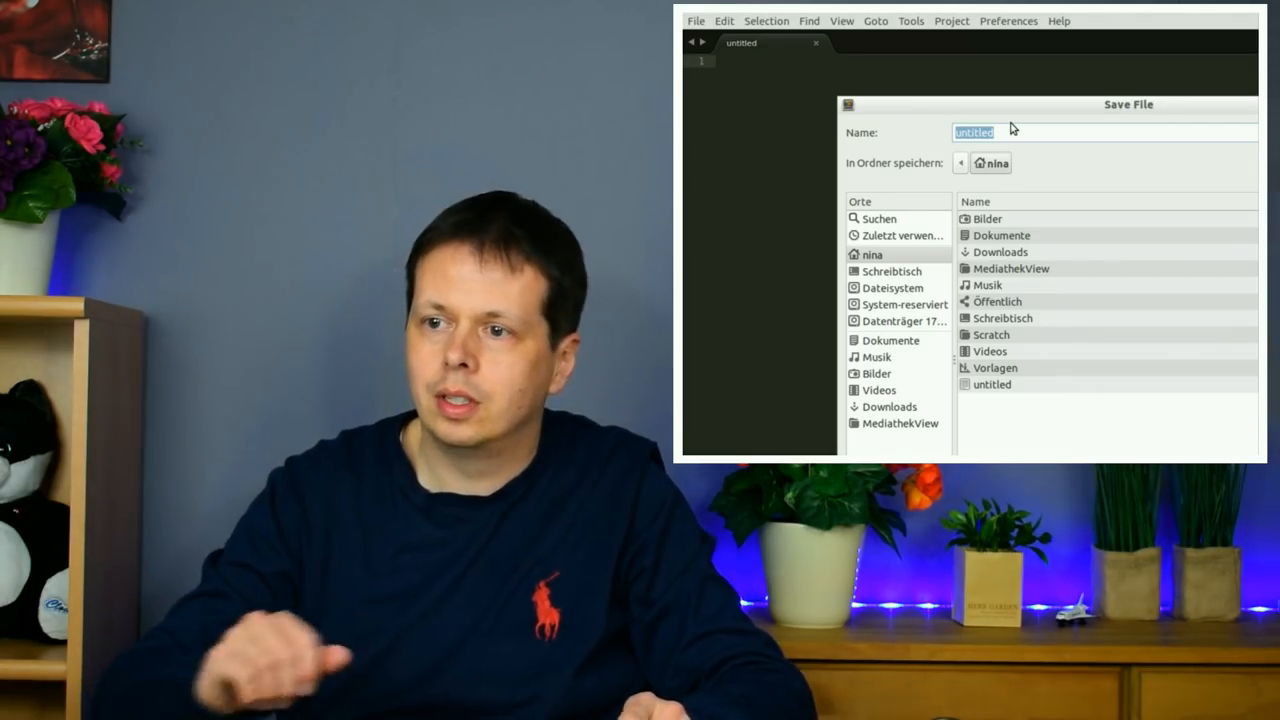 File Edit Selection Find View Goto Tools Project Preferences Help
untitled
1
Save File
Name: untitled
In Ordner speichern: nina
Orte
Suchen
Zuletzt verwen...
nina
Schreibtisch
Dateisystem
System-reserviert
Datenträger 17...
Dokumente
Musik
Bilder
Videos
Downloads
MediathekView
Name
Bilder
Dokumente
Downloads
MediathekView
Musik
Öffentlich
Schreibtisch
Scratch
Videos
Vorlagen
untitled
HERB GARDEN